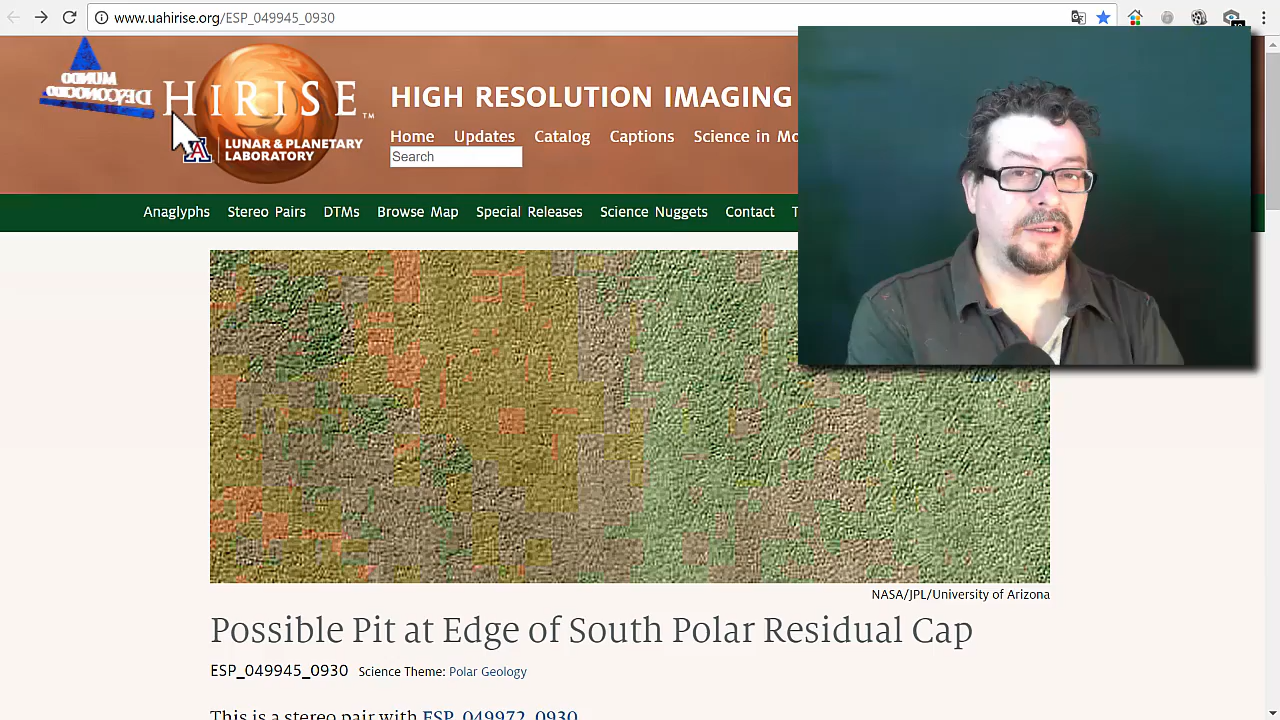 www.uahirise.org/ESP_049945_0930
MUNDO
DESCONOCIDO
HiRISE™
LUNAR & PLANETARY
LABORATORY
HIGH RESOLUTION IMAGING
Home Updates Catalog Captions Science in Mo
Search
Anaglyphs Stereo Pairs DTMs Browse Map Special Releases Science Nuggets Contact T
NASA/JPL/University of Arizona
Possible Pit at Edge of South Polar Residual Cap
ESP_049945_0930 Science Theme: Polar Geology
This is a stereo pair with ESP_049972_0930